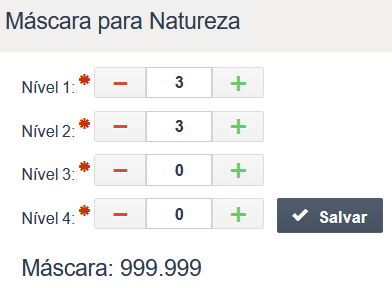 Máscara para Natureza
Nível 1:* − 3 +
Nível 2:* − 3 +
Nível 3:* − 0 +
Nível 4:* − 0 + Salvar
Máscara: 999.999